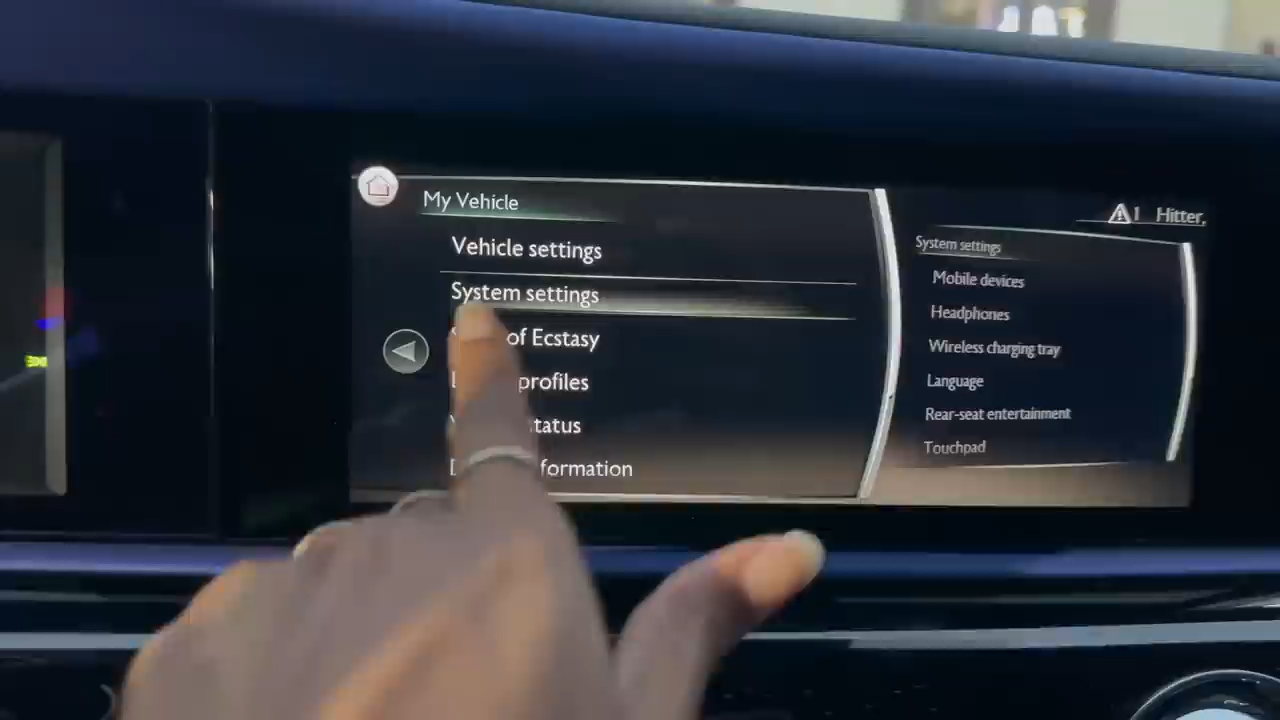 My Vehicle
Vehicle settings
System settings
of Ecstasy
profiles
tatus
formation
1 Hitter,
System settings
Mobile devices
Headphones
Wireless charging tray
Language
Rear-seat entertainment
Touchpad